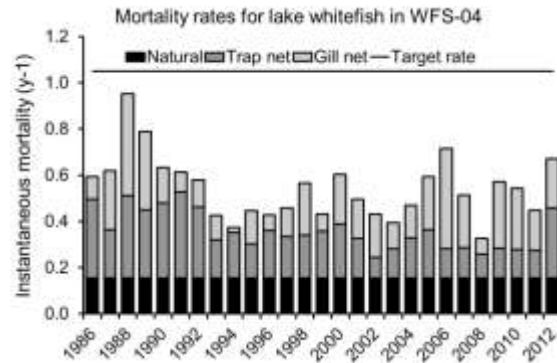 Mortality rates for lake whitefish in WFS-04
Instantaneous mortality (y-1)
1.2
Natural Trap net Gill net Target rate
1.0
0.8
0.6
0.4
0.2
0.0
1986 1988 1990 1992 1994 1996 1998 2000 2002 2004 2006 2008 2010 2012